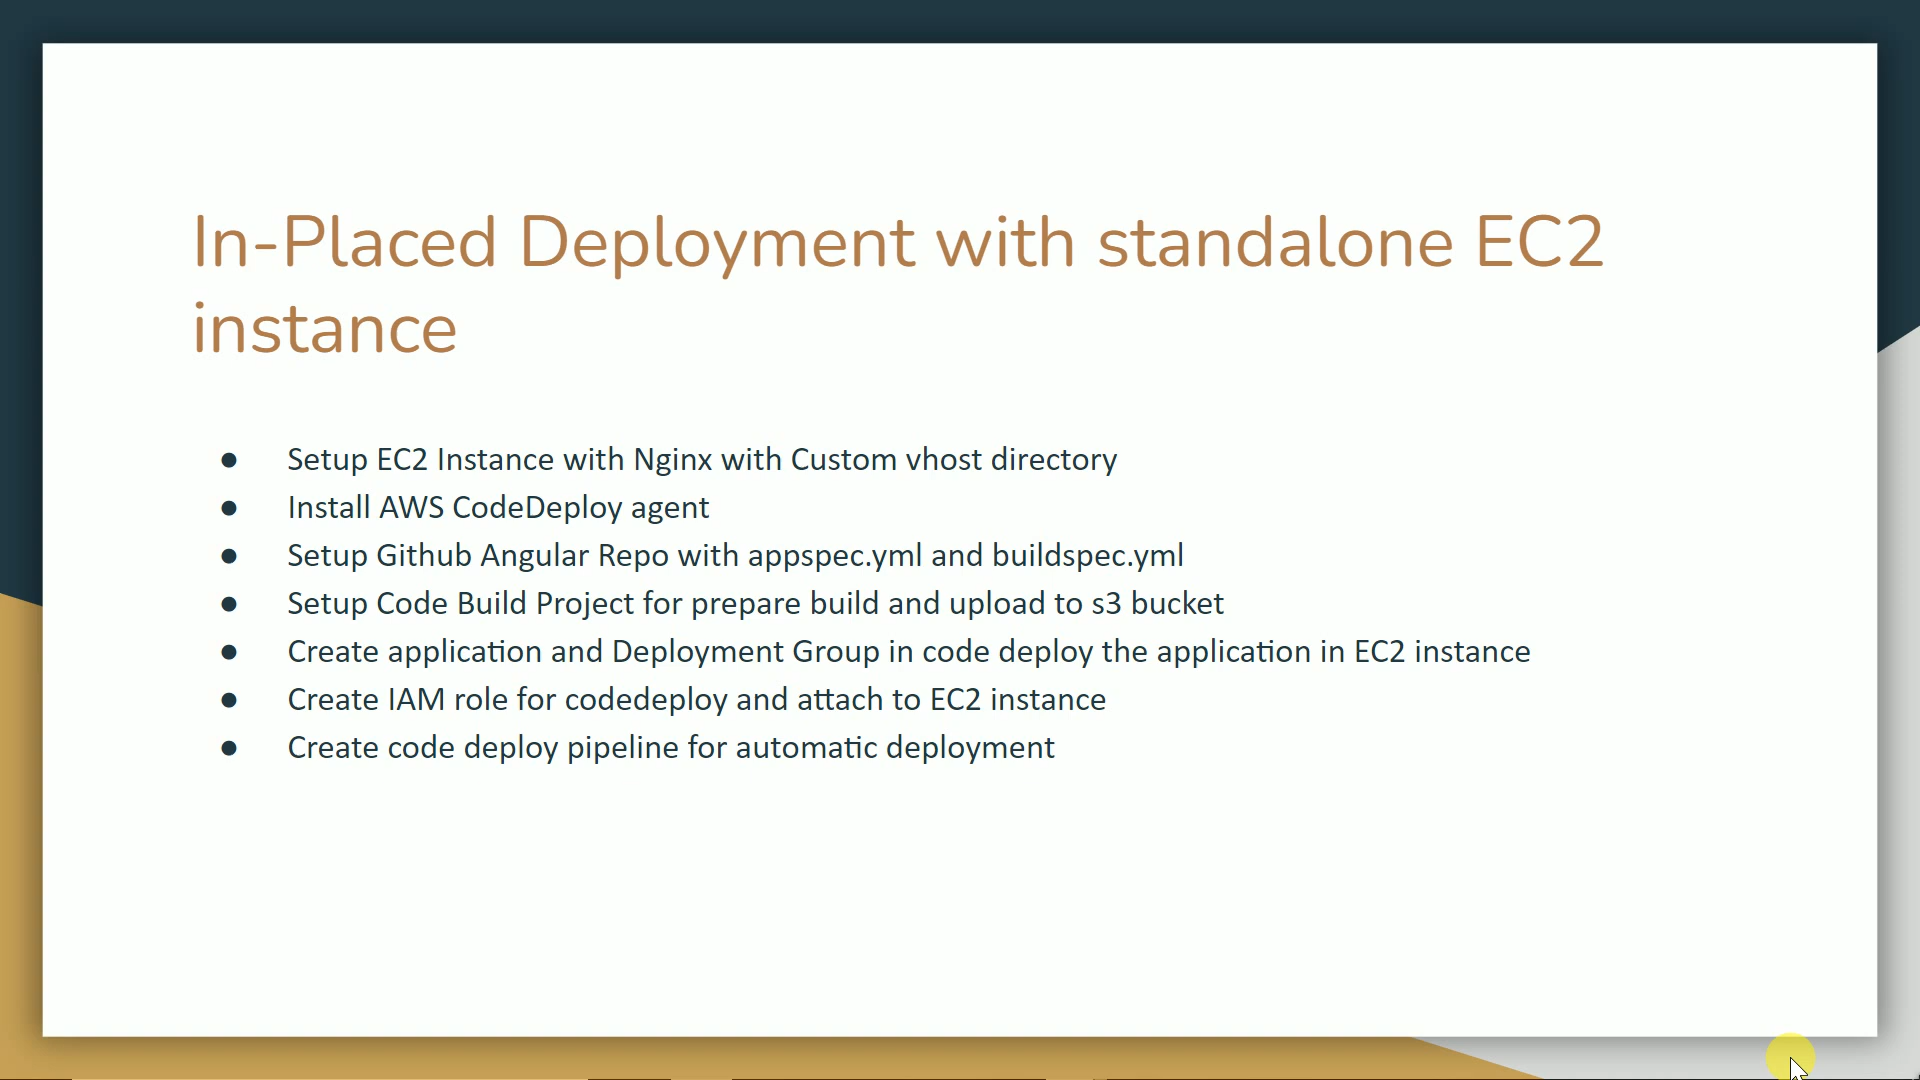 In-Placed Deployment with standalone EC2
instance
● Setup EC2 Instance with Nginx with Custom vhost directory
● Install AWS CodeDeploy agent
● Setup Github Angular Repo with appspec.yml and buildspec.yml
● Setup Code Build Project for prepare build and upload to s3 bucket
● Create application and Deployment Group in code deploy the application in EC2 instance
● Create IAM role for codedeploy and attach to EC2 instance
● Create code deploy pipeline for automatic deployment